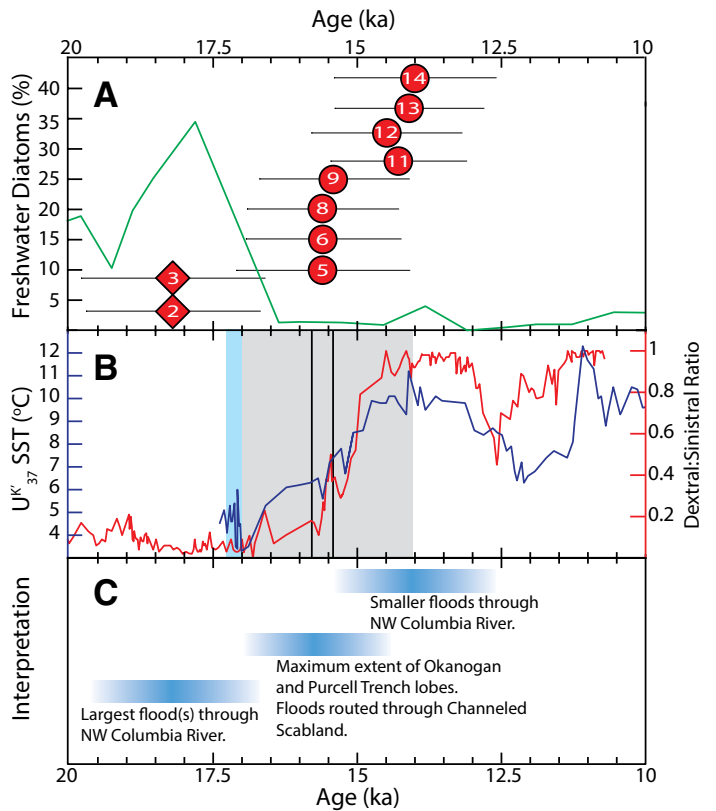 Age (ka)
20 17.5 15 12.5 10
A
Freshwater Diatoms (%)
40
35
30
25
20
15
10
5
14
13
12
11
9
8
6
5
3
2
B
U^K'_37 SST (ºC)
12
11
10
9
8
7
6
5
4
Dextral:Sinistral Ratio
1
0.8
0.6
0.4
0.2
C
Interpretation
Smaller floods through
NW Columbia River.
Maximum extent of Okanogan
and Purcell Trench lobes.
Floods routed through Channeled
Scabland.
Largest flood(s) through
NW Columbia River.
20 17.5 15 12.5 10
Age (ka)